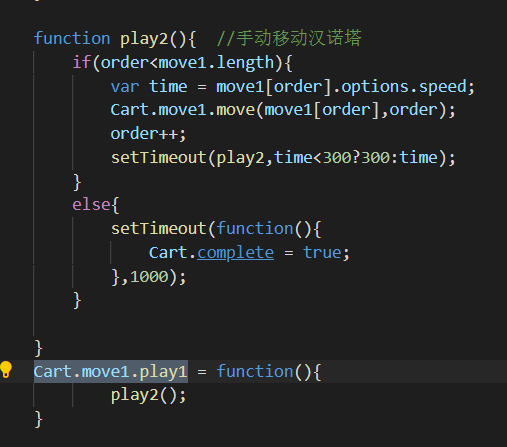 function play2(){  //手动移动汉诺塔
    if(order<move1.length){
        var time = move1[order].options.speed;
        Cart.move1.move(move1[order],order);
        order++;
        setTimeout(play2,time<300?300:time);
    }
    else{
        setTimeout(function(){
            Cart.complete = true;
        },1000);
    }
}
Cart.move1.play1 = function(){
        play2();
}